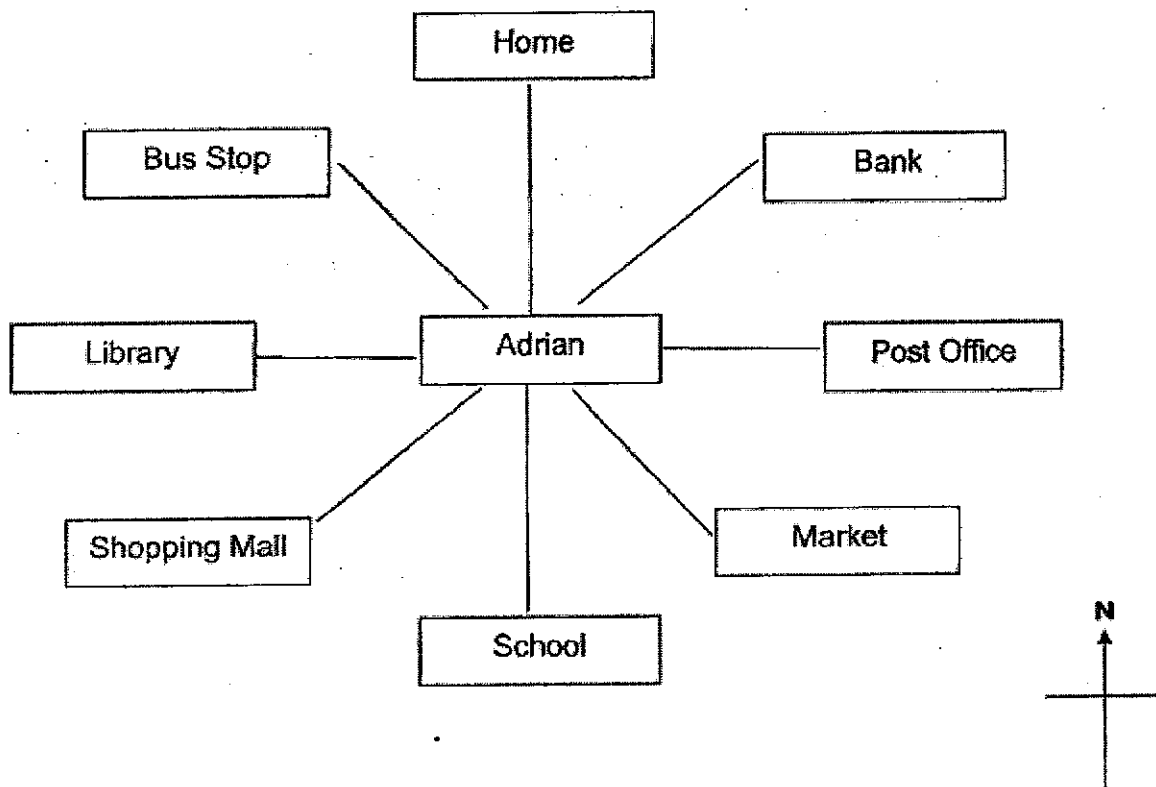 Home
Bus Stop
Bank
Library
Adrian
Post Office
Shopping Mall
Market
School
N